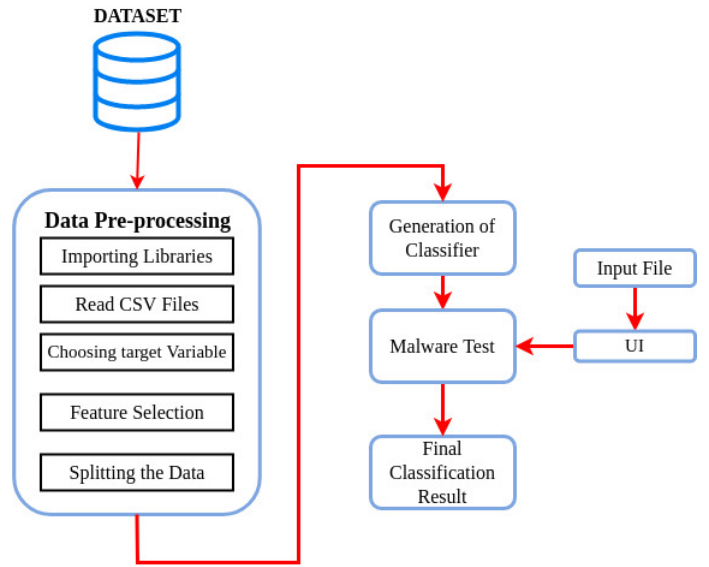 DATASET
Data Pre-processing
Importing Libraries
Read CSV Files
Choosing target Variable
Feature Selection
Splitting the Data
Generation of
Classifier
Malware Test
Final
Classification
Result
Input File
UI